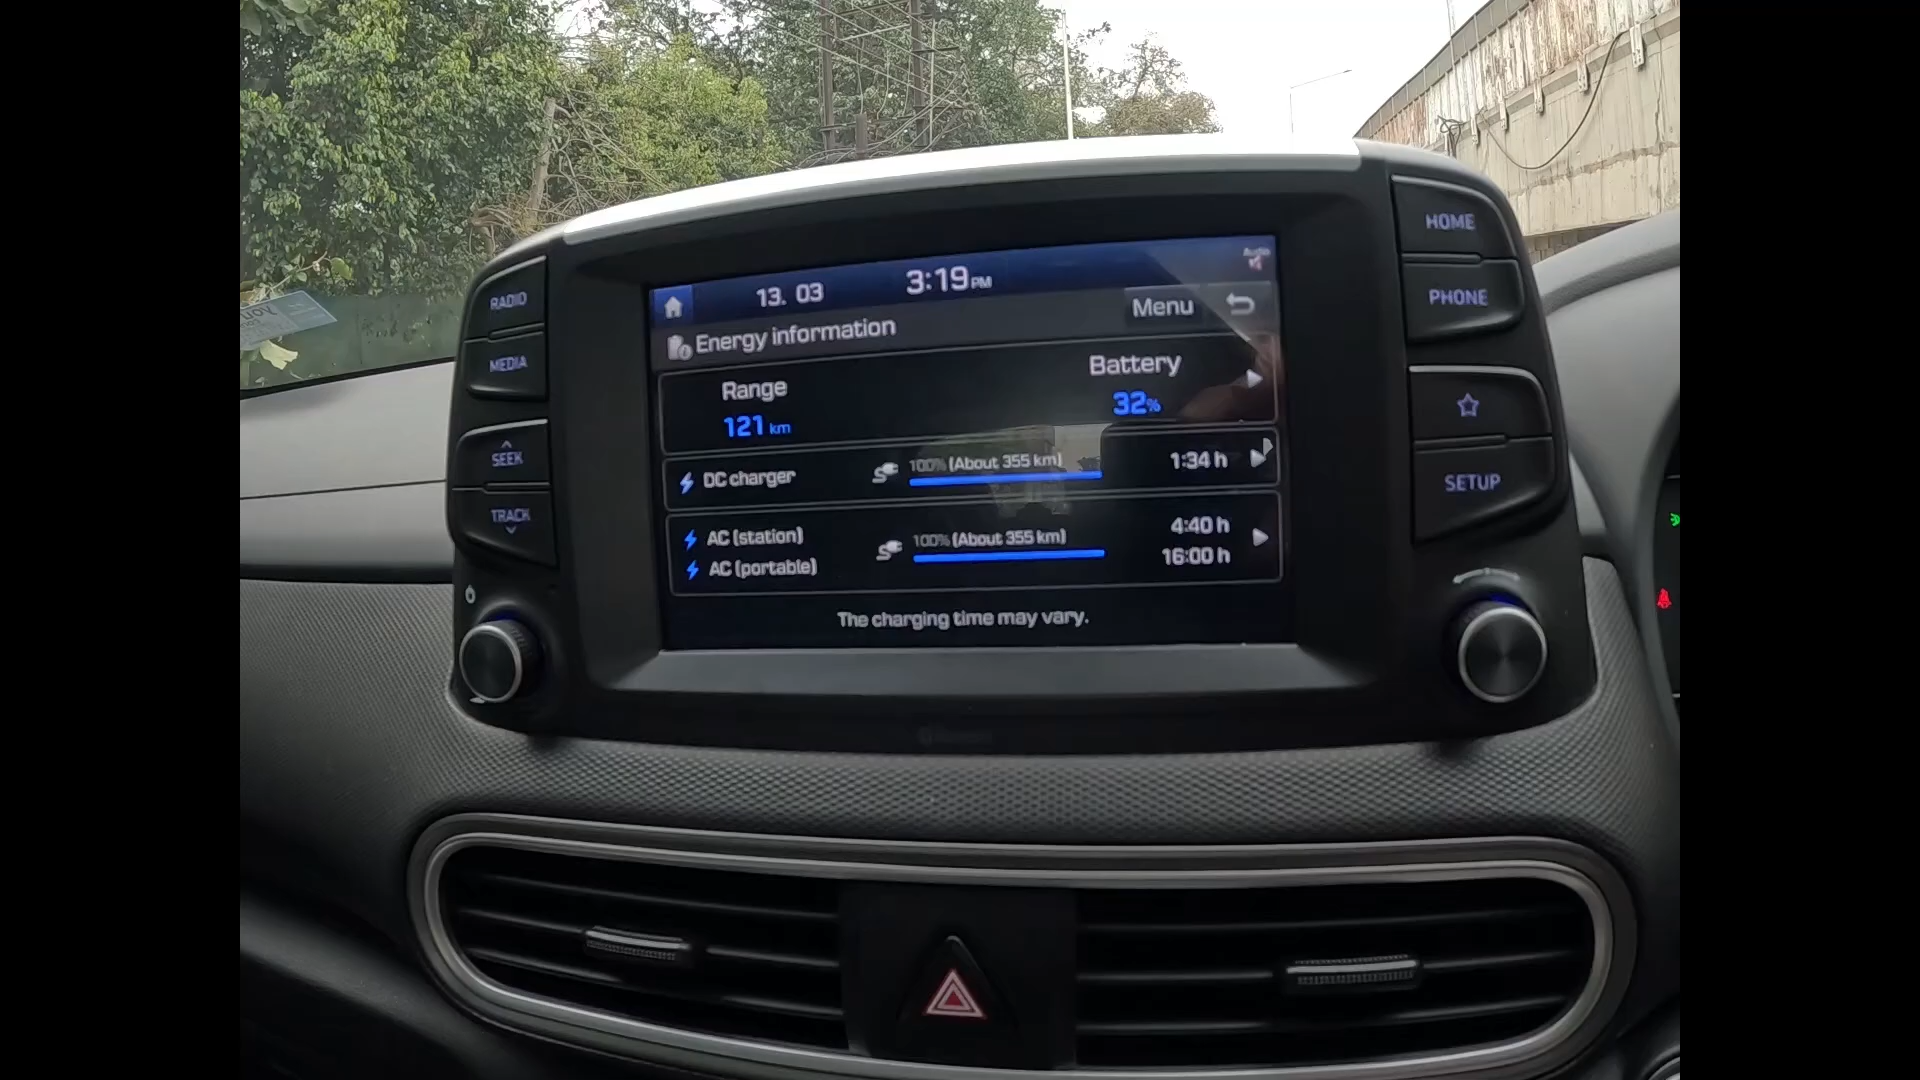 13. 03
3:19 PM
Audio
Energy information
Menu
Range
Battery
121 km
32%
DC charger
100% (About 355 km)
1:34 h
AC (station)
AC (portable)
100% (About 355 km)
4:40 h
16:00 h
The charging time may vary.
RADIO
MEDIA
SEEK
TRACK
HOME
PHONE
SETUP